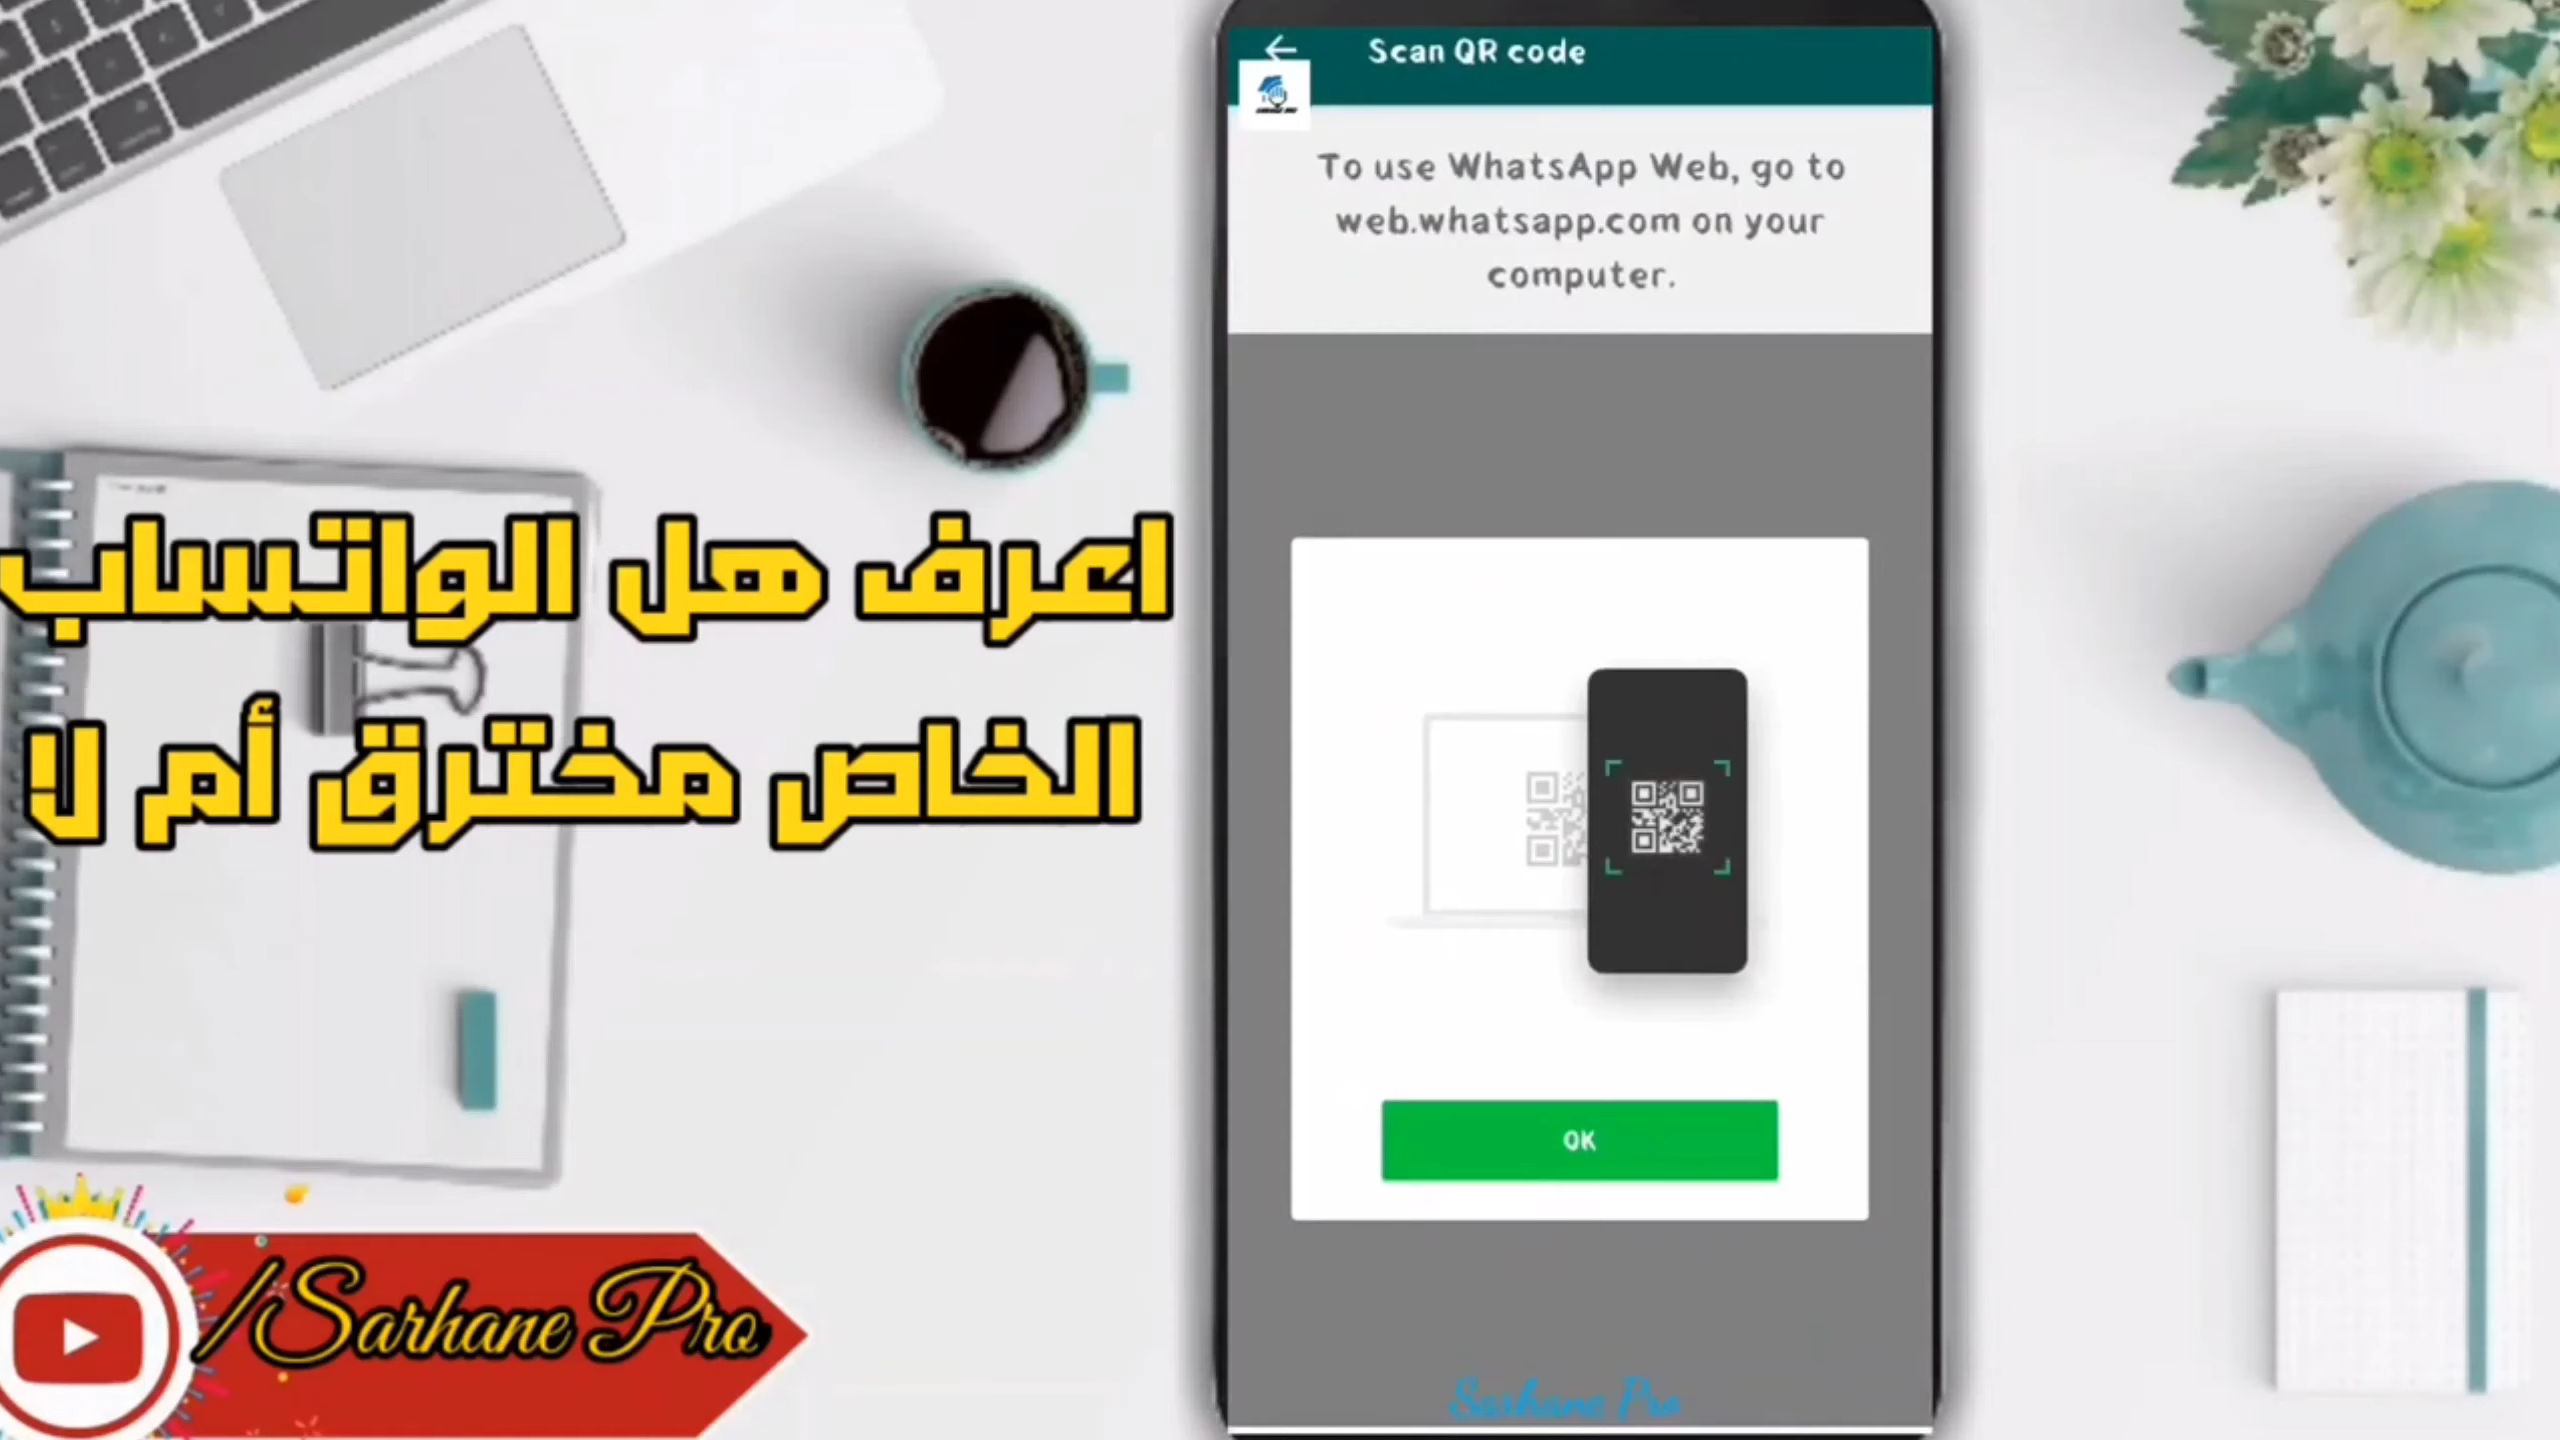 Scan QR code
To use WhatsApp Web, go to
web.whatsapp.com on your
computer.
اعرف هل الواتساب
الخاص مخترق أم لا
OK
/Sarhane Pro
Sarhane Pro